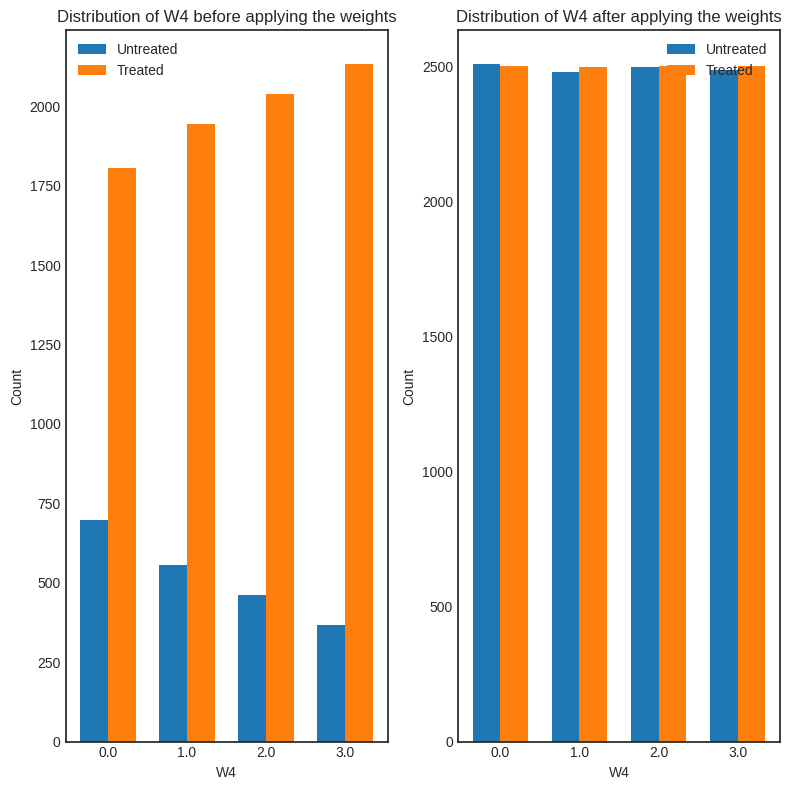 Distribution of W4 before applying the weights
Untreated
Treated
2000
1750
1500
1250
1000
750
500
250
0
Count
0.0 1.0 2.0 3.0
W4
Distribution of W4 after applying the weights
Untreated
Treated
2500
2000
1500
1000
500
0
Count
0.0 1.0 2.0 3.0
W4